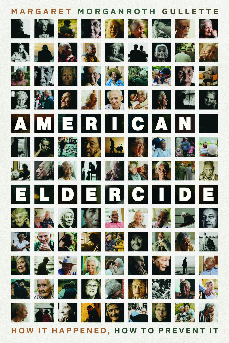 MARGARET MORGANROTH GULLETTE
AMERICAN
ELDERCIDE
HOW IT HAPPENED, HOW TO PREVENT IT